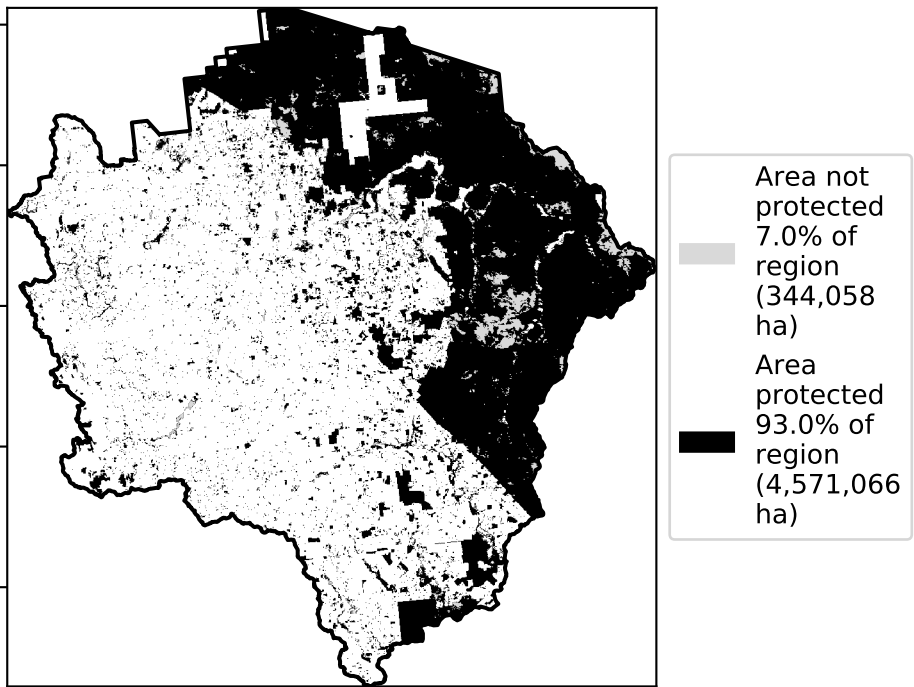 Area not
protected
7.0% of
region
(344,058
ha)
Area
protected
93.0% of
region
(4,571,066
ha)